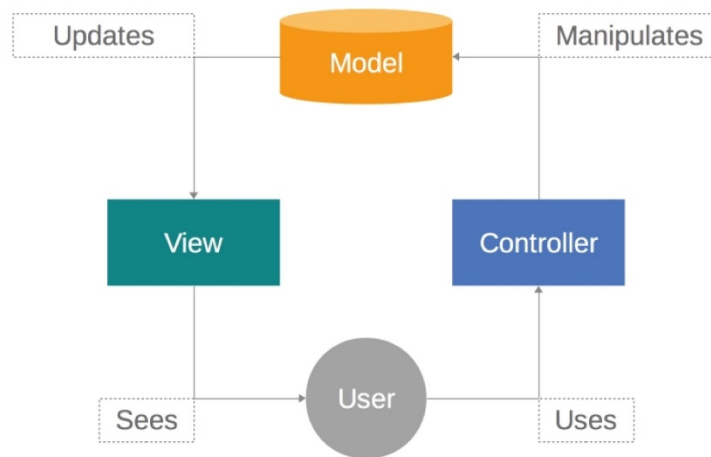 Updates
Model
Manipulates
View
Controller
Sees
User
Uses